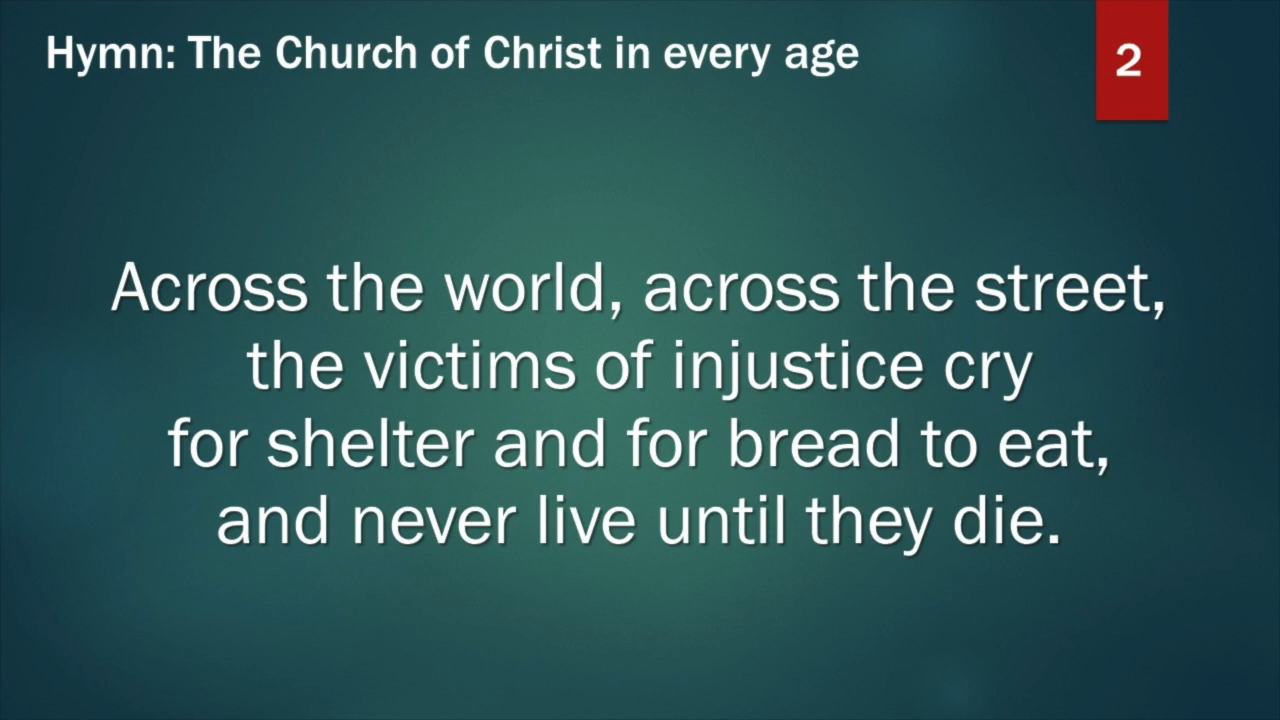 Hymn: The Church of Christ in every age
2
Across the world, across the street,
the victims of injustice cry
for shelter and for bread to eat,
and never live until they die.